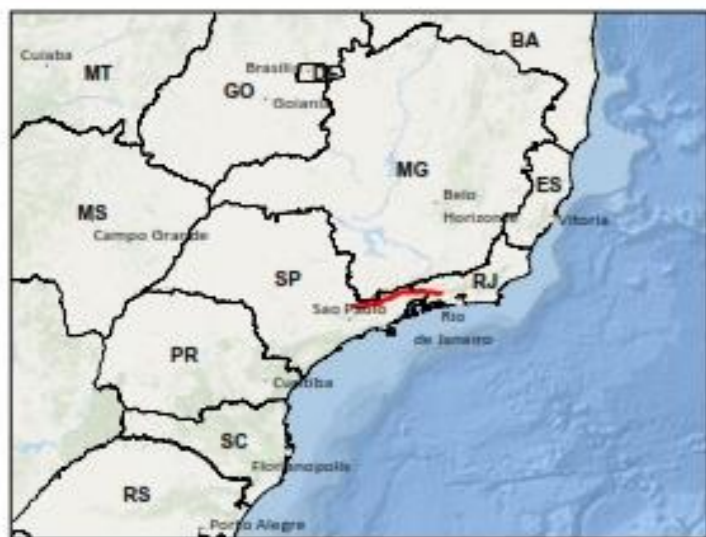 BA
Cuiaba
MT
Brasilia
DF
GO
Goiania
MG
ES
Belo
Horizonte
MS
Vitoria
Campo Grande
SP
RJ
Sao Paulo
Rio
de Janeiro
PR
Curitiba
SC
Florianopolis
RS
Porto Alegre